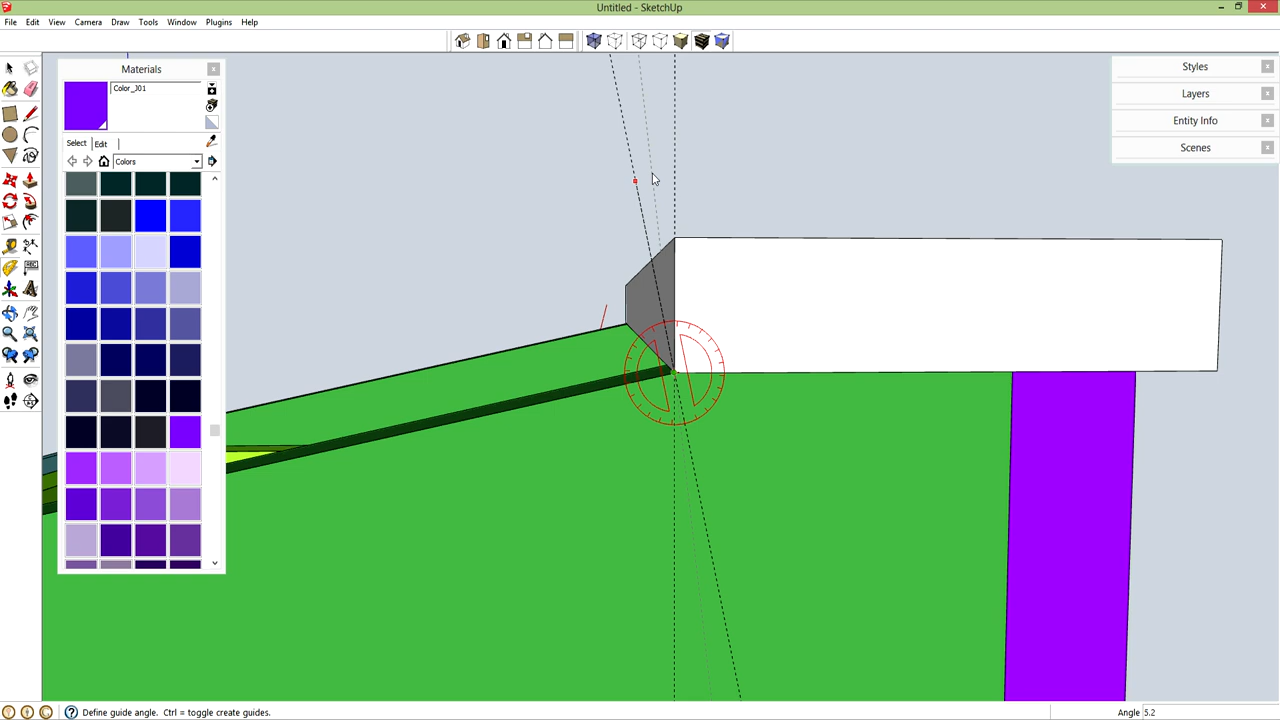 Untitled - SketchUp
File Edit View Camera Draw Tools Window Plugins Help
Materials
Color_J01
Select Edit
Colors
Styles
Layers
Entity Info
Scenes
Define guide angle. Ctrl = toggle create guides.
Angle 5.2